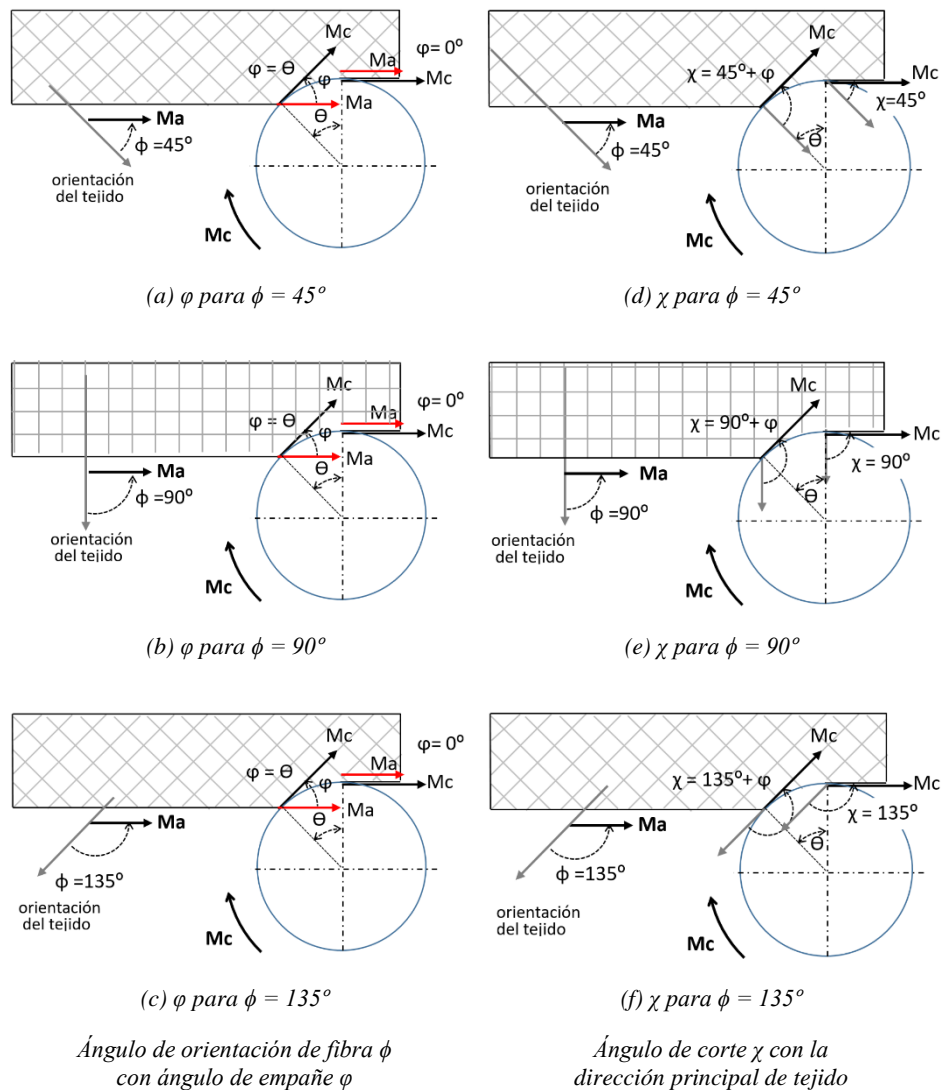 Mc
φ= 0º
φ = Ɵ
φ
Ma
Mc
Ma
Ɵ
Ma
ϕ =45º
orientación
del tejido
Mc
(a) φ para ϕ = 45º
Mc
χ = 45º+ φ
Mc
χ=45º
Ɵ
Ma
ϕ =45º
orientación
del tejido
Mc
(d) χ para ϕ = 45º
Mc
φ= 0º
φ = Ɵ
φ
Ma
Mc
Ma
Ɵ
Ma
ϕ =90º
orientación
del tejido
Mc
(b) φ para ϕ = 90º
Mc
χ = 90º+ φ
Mc
χ = 90º
Ɵ
Ma
ϕ =90º
orientación
del tejido
Mc
(e) χ para ϕ = 90º
Mc
φ= 0º
φ = Ɵ
φ
Ma
Mc
Ma
Ɵ
Ma
ϕ =135º
orientación
del tejido
Mc
(c) φ para ϕ = 135º
Mc
χ = 135º+ φ
Mc
χ = 135º
Ɵ
Ma
ϕ =135º
orientación
del tejido
Mc
(f) χ para ϕ = 135º
Ángulo de orientación de fibra ϕ
con ángulo de empañe φ
Ángulo de corte χ con la
dirección principal de tejido